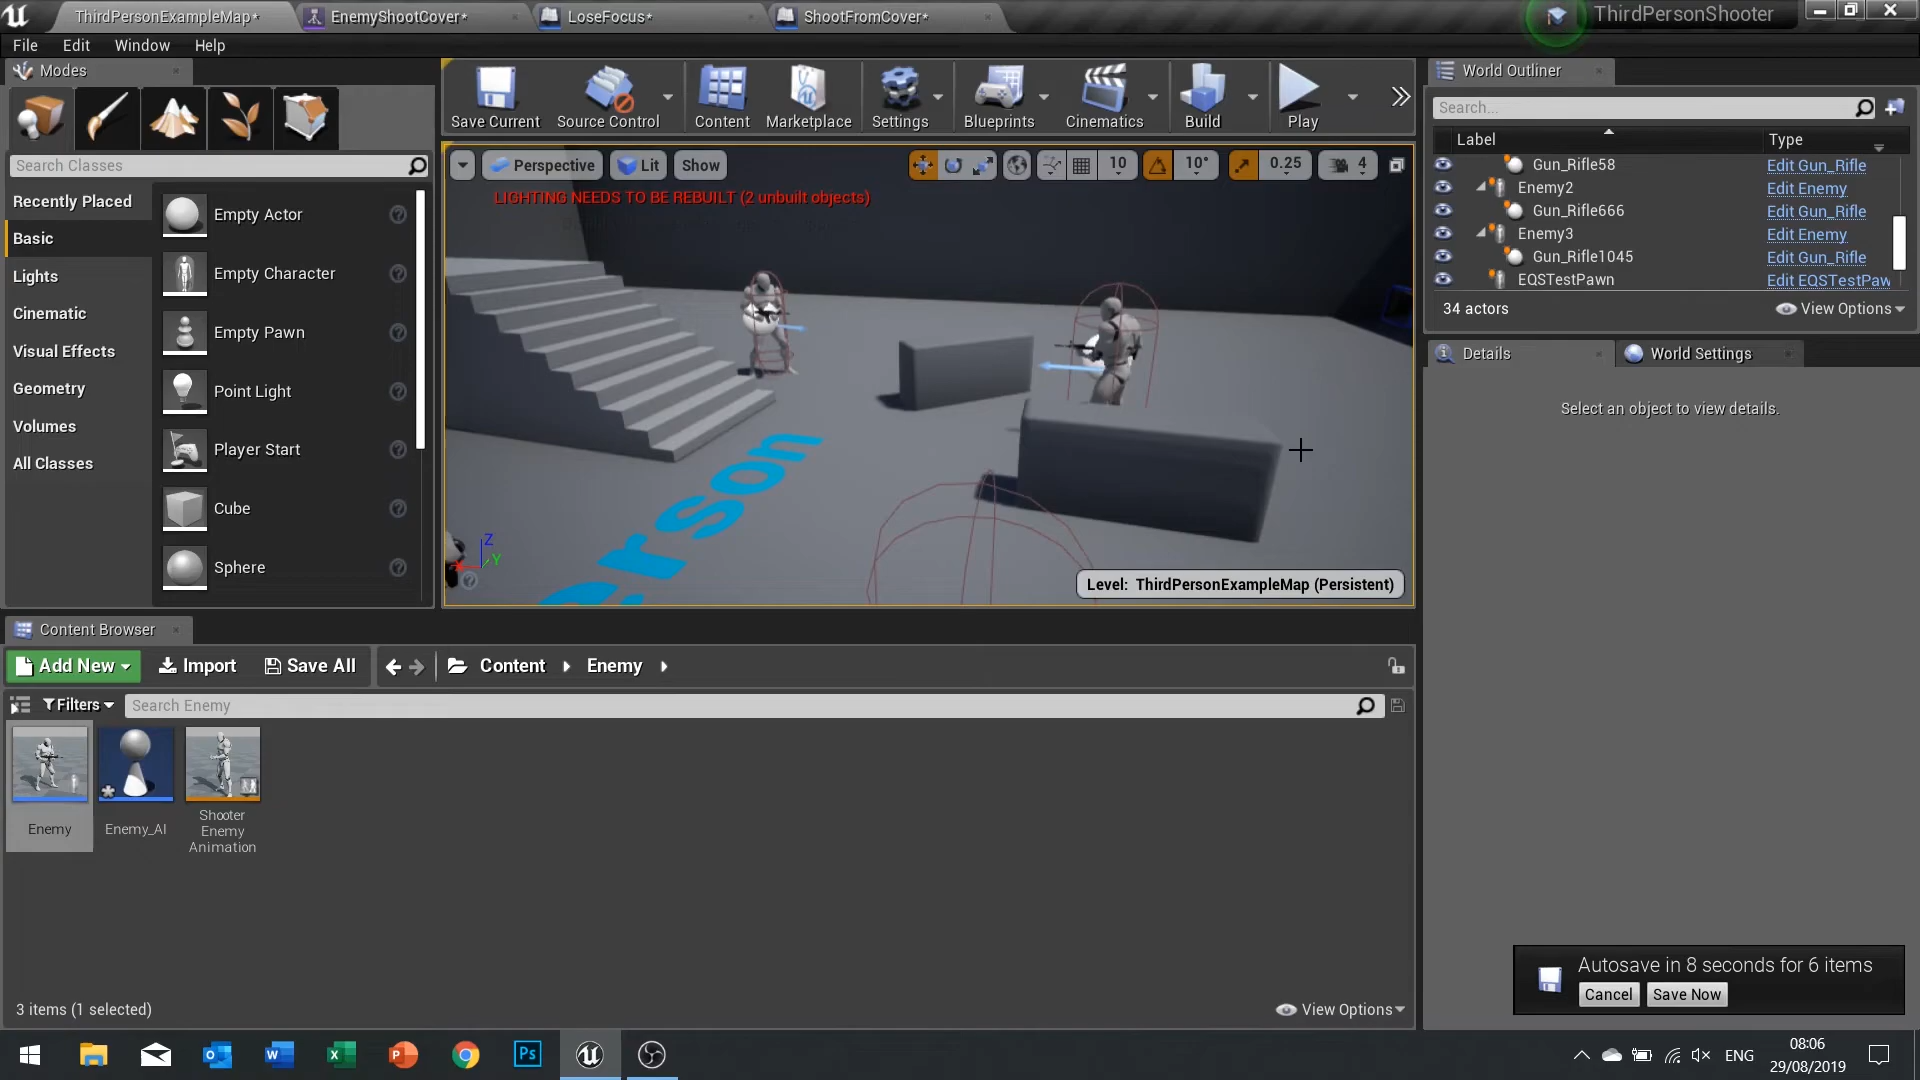 ThirdPersonExampleMap*
EnemyShootCover*
LoseFocus*
ShootFromCover*
ThirdPersonShooter
File Edit Window Help
Modes
Save Current
Source Control
Content
Marketplace
Settings
Blueprints
Cinematics
Build
Play
World Outliner
Search...
Label Type
Search Classes
Perspective Lit Show
10 10° 0.25 4
LIGHTING NEEDS TO BE REBUILT (2 unbuilt objects)
Recently Placed
Basic
Lights
Cinematic
Visual Effects
Geometry
Volumes
All Classes
Empty Actor
Empty Character
Empty Pawn
Point Light
Player Start
Cube
Sphere
Gun_Rifle58 Edit Gun_Rifle
Enemy2 Edit Enemy
Gun_Rifle666 Edit Gun_Rifle
Enemy3 Edit Enemy
Gun_Rifle1045 Edit Gun_Rifle
EQSTestPawn Edit EQSTestPaw
34 actors View Options
Details World Settings
Select an object to view details.
erson
Z
Y
Level: ThirdPersonExampleMap (Persistent)
Content Browser
Add New Import Save All Content Enemy
Filters Search Enemy
Enemy
Enemy_AI
Shooter
Enemy
Animation
3 items (1 selected)
View Options
Autosave in 8 seconds for 6 items
Cancel Save Now
ENG
08:06
29/08/2019